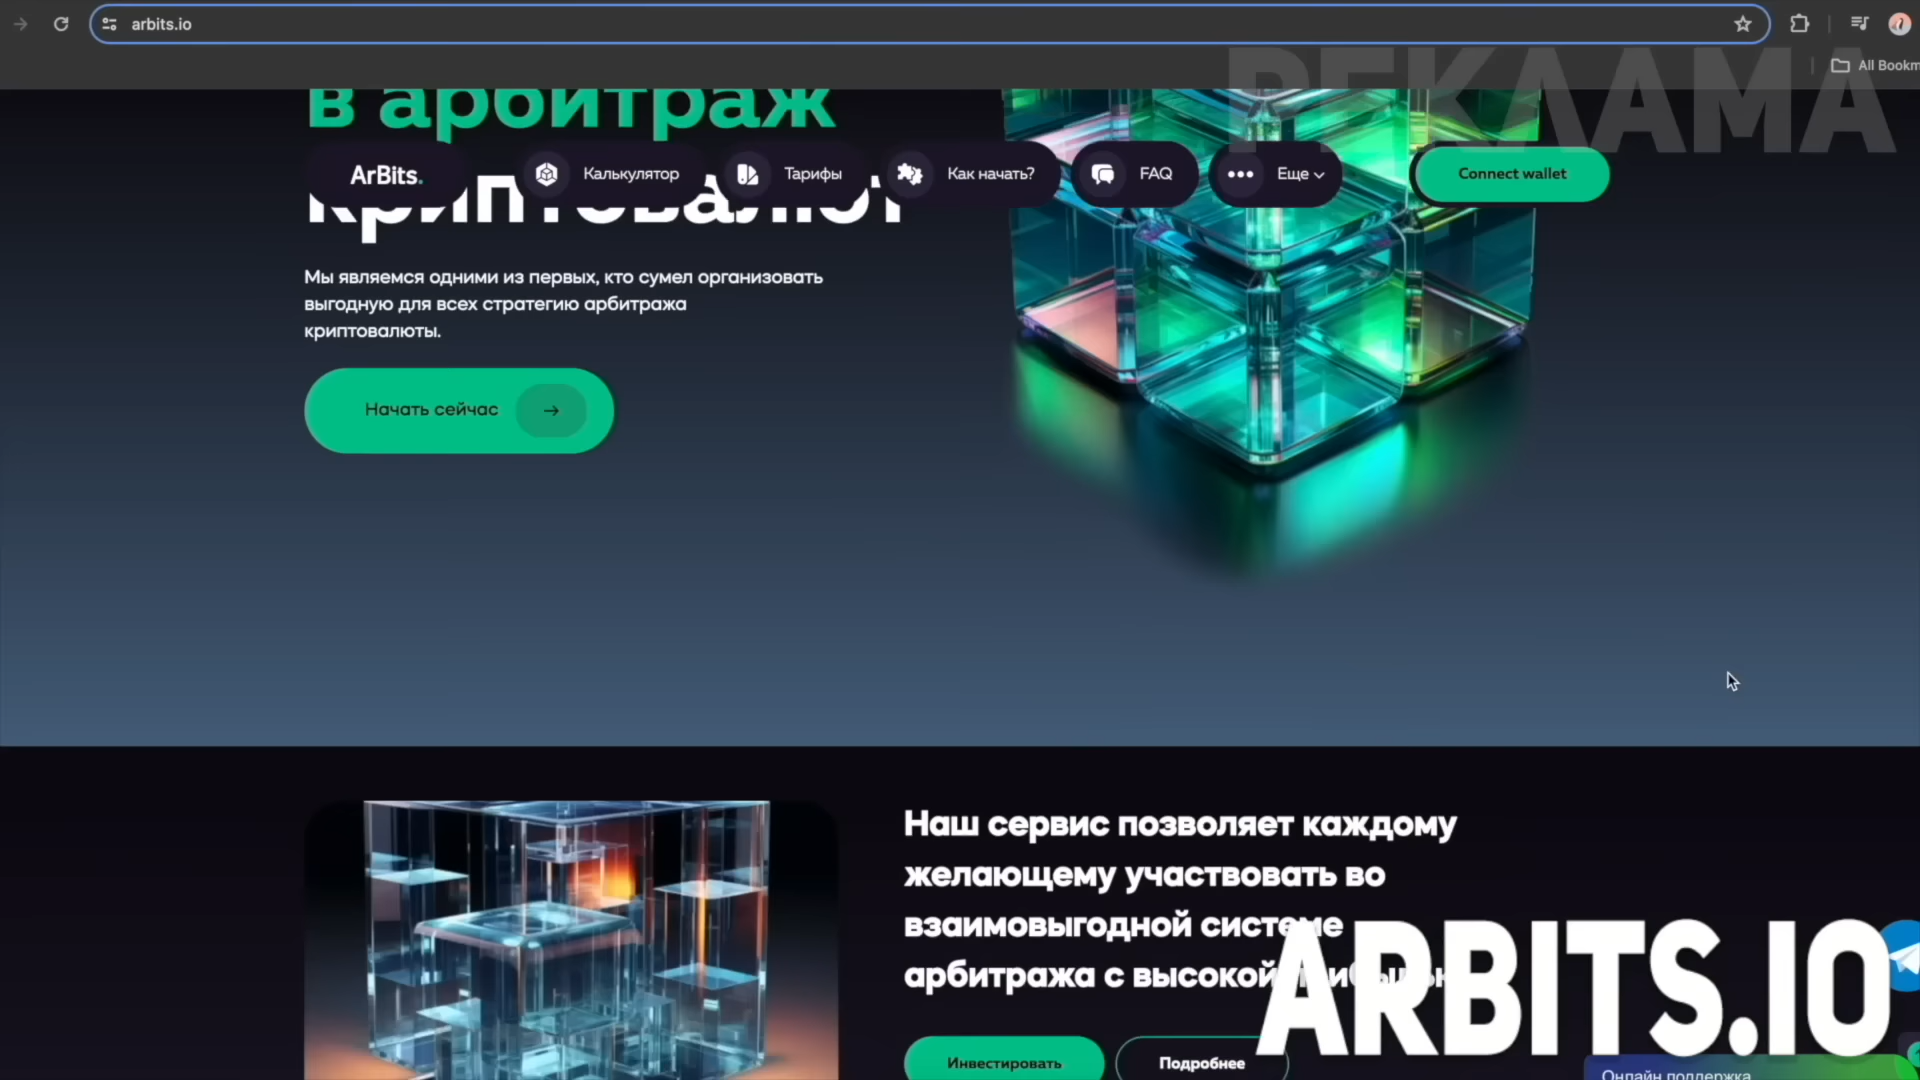 arbits.io
РЕКЛАМА
в арбитраж
ArBits.
Калькулятор
Тарифы
Как начать?
FAQ
Еще
Connect wallet
криптовалют
Мы являемся одними из первых, кто сумел организовать
выгодную для всех стратегию арбитража
криптовалюты.
Начать сейчас
Наш сервис позволяет каждому
желающему участвовать во
взаимовыгодной системе
арбитража с высокой
ARBITS.IO
Инвестировать
Подробнее
Онлайн поддержка